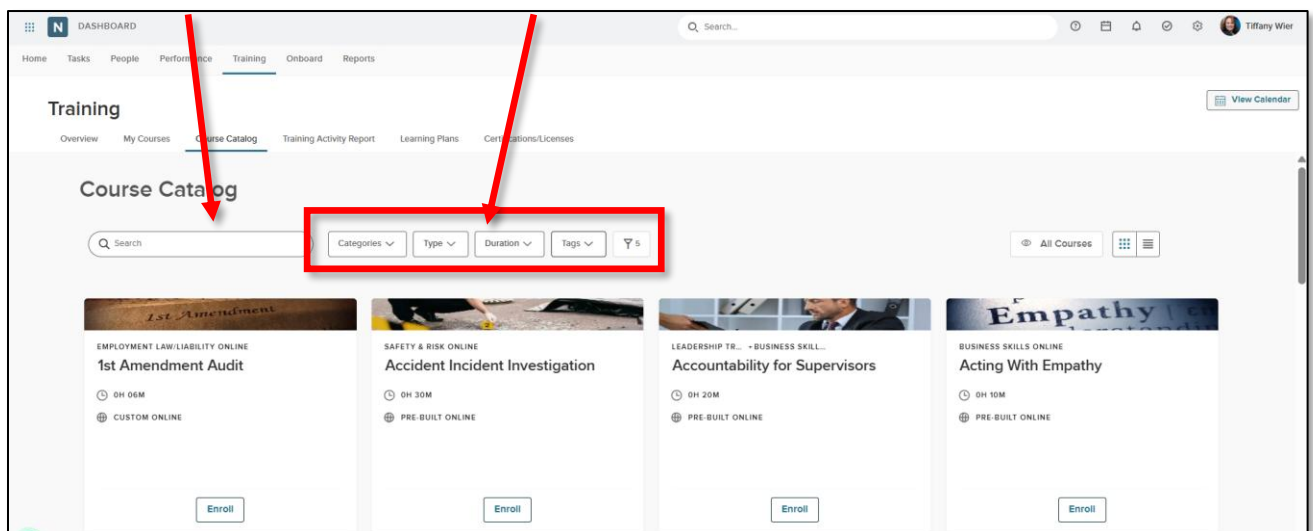 N DASHBOARD Search... Tiffany Wier
Home Tasks People Performance Training Onboard Reports
Training View Calendar
Overview My Courses Course Catalog Training Activity Report Learning Plans Certifications/Licenses
Course Catalog
Search Categories Type Duration Tags 5 All Courses
1st Amendment Empathy
EMPLOYMENT LAW/LIABILITY ONLINE SAFETY & RISK ONLINE LEADERSHIP TR... • BUSINESS SKILL... BUSINESS SKILLS ONLINE
1st Amendment Audit Accident Incident Investigation Accountability for Supervisors Acting With Empathy
0H 06M 0H 30M 0H 20M 0H 10M
CUSTOM ONLINE PRE-BUILT ONLINE PRE-BUILT ONLINE PRE-BUILT ONLINE
Enroll Enroll Enroll Enroll